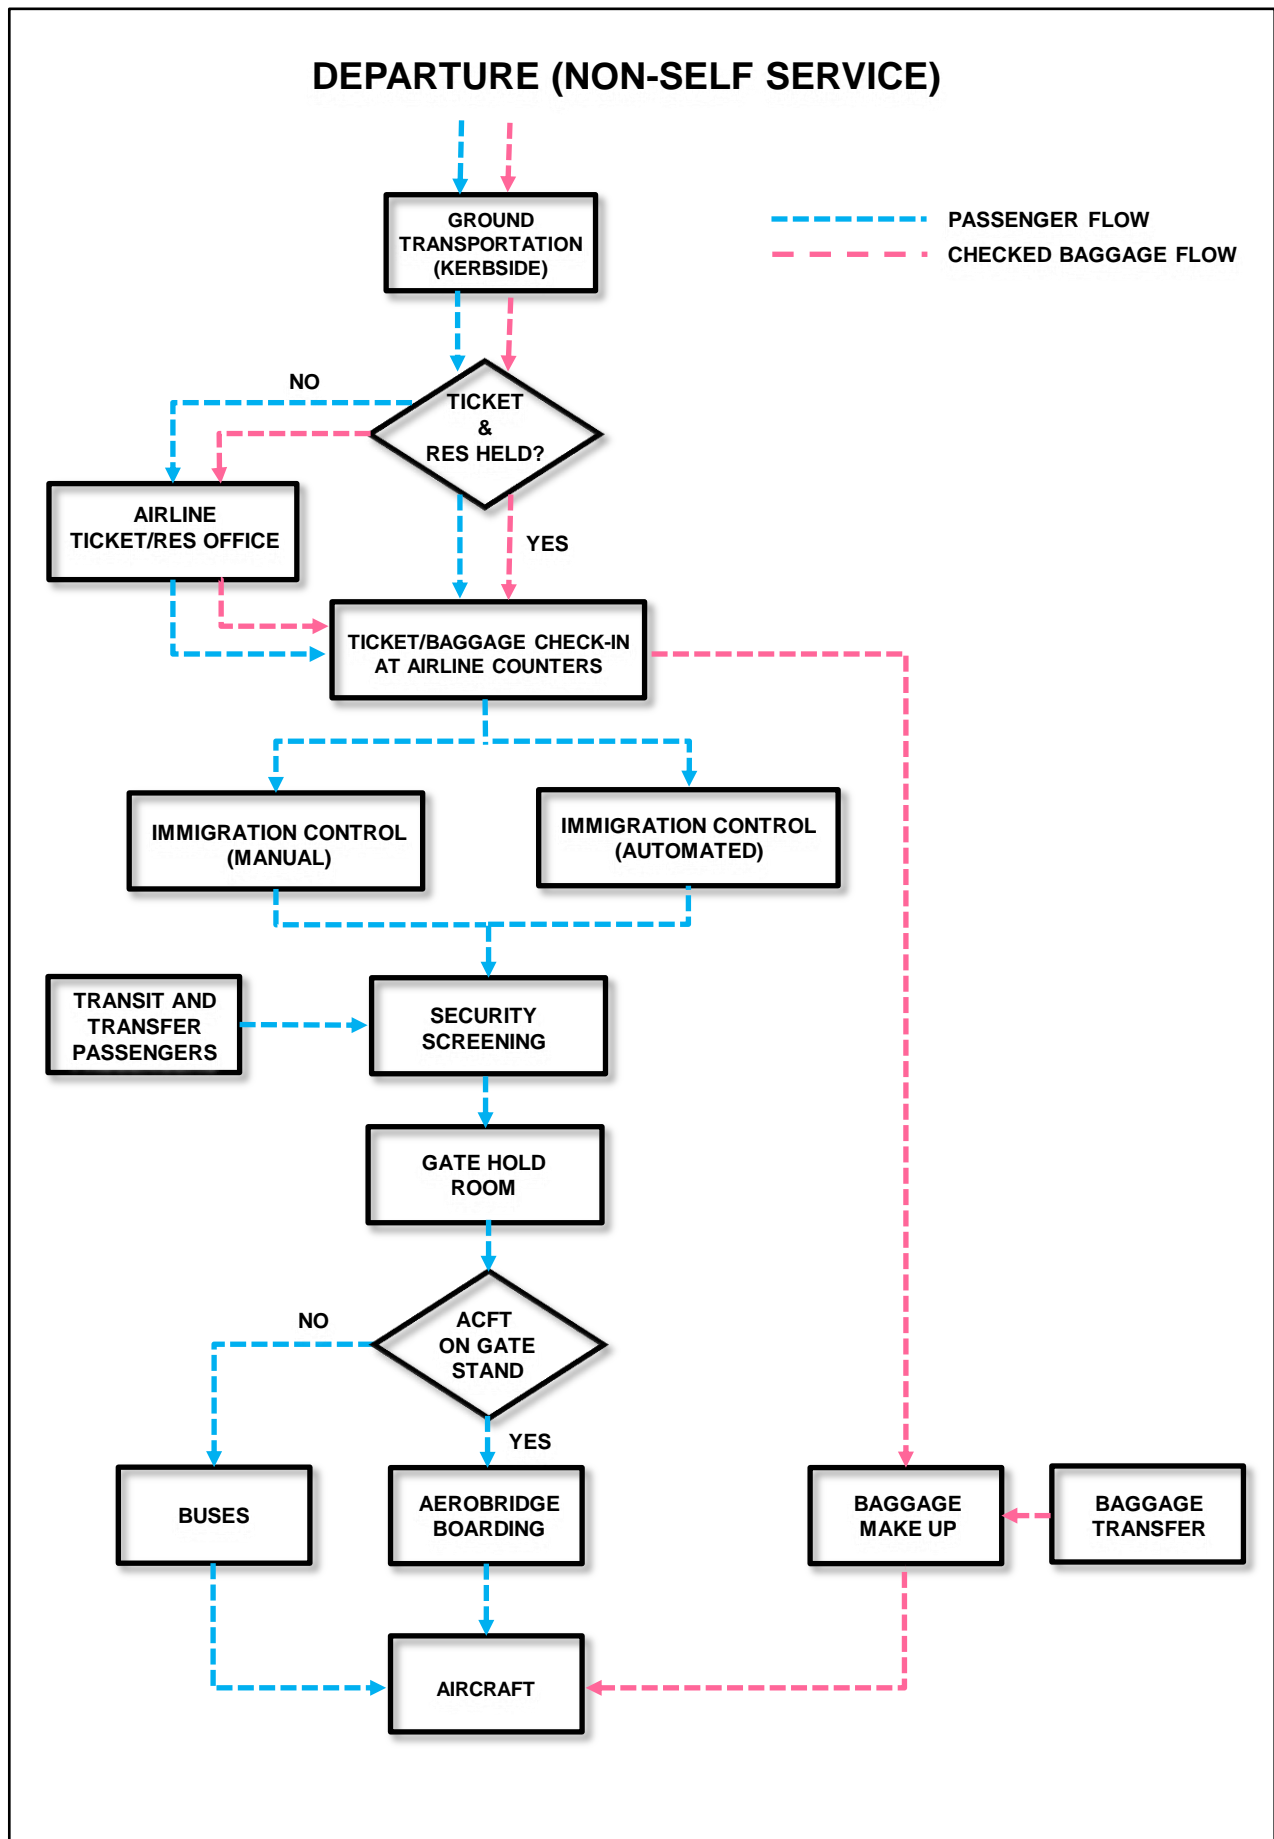 DEPARTURE (NON-SELF SERVICE)
GROUND
TRANSPORTATION
(KERBSIDE)
PASSENGER FLOW
CHECKED BAGGAGE FLOW
NO
TICKET
&
RES HELD?
YES
AIRLINE
TICKET/RES OFFICE
TICKET/BAGGAGE CHECK-IN
AT AIRLINE COUNTERS
IMMIGRATION CONTROL
(MANUAL)
IMMIGRATION CONTROL
(AUTOMATED)
TRANSIT AND
TRANSFER
PASSENGERS
SECURITY
SCREENING
GATE HOLD
ROOM
NO
ACFT
ON GATE
STAND
YES
BUSES
AEROBRIDGE
BOARDING
BAGGAGE
MAKE UP
BAGGAGE
TRANSFER
AIRCRAFT